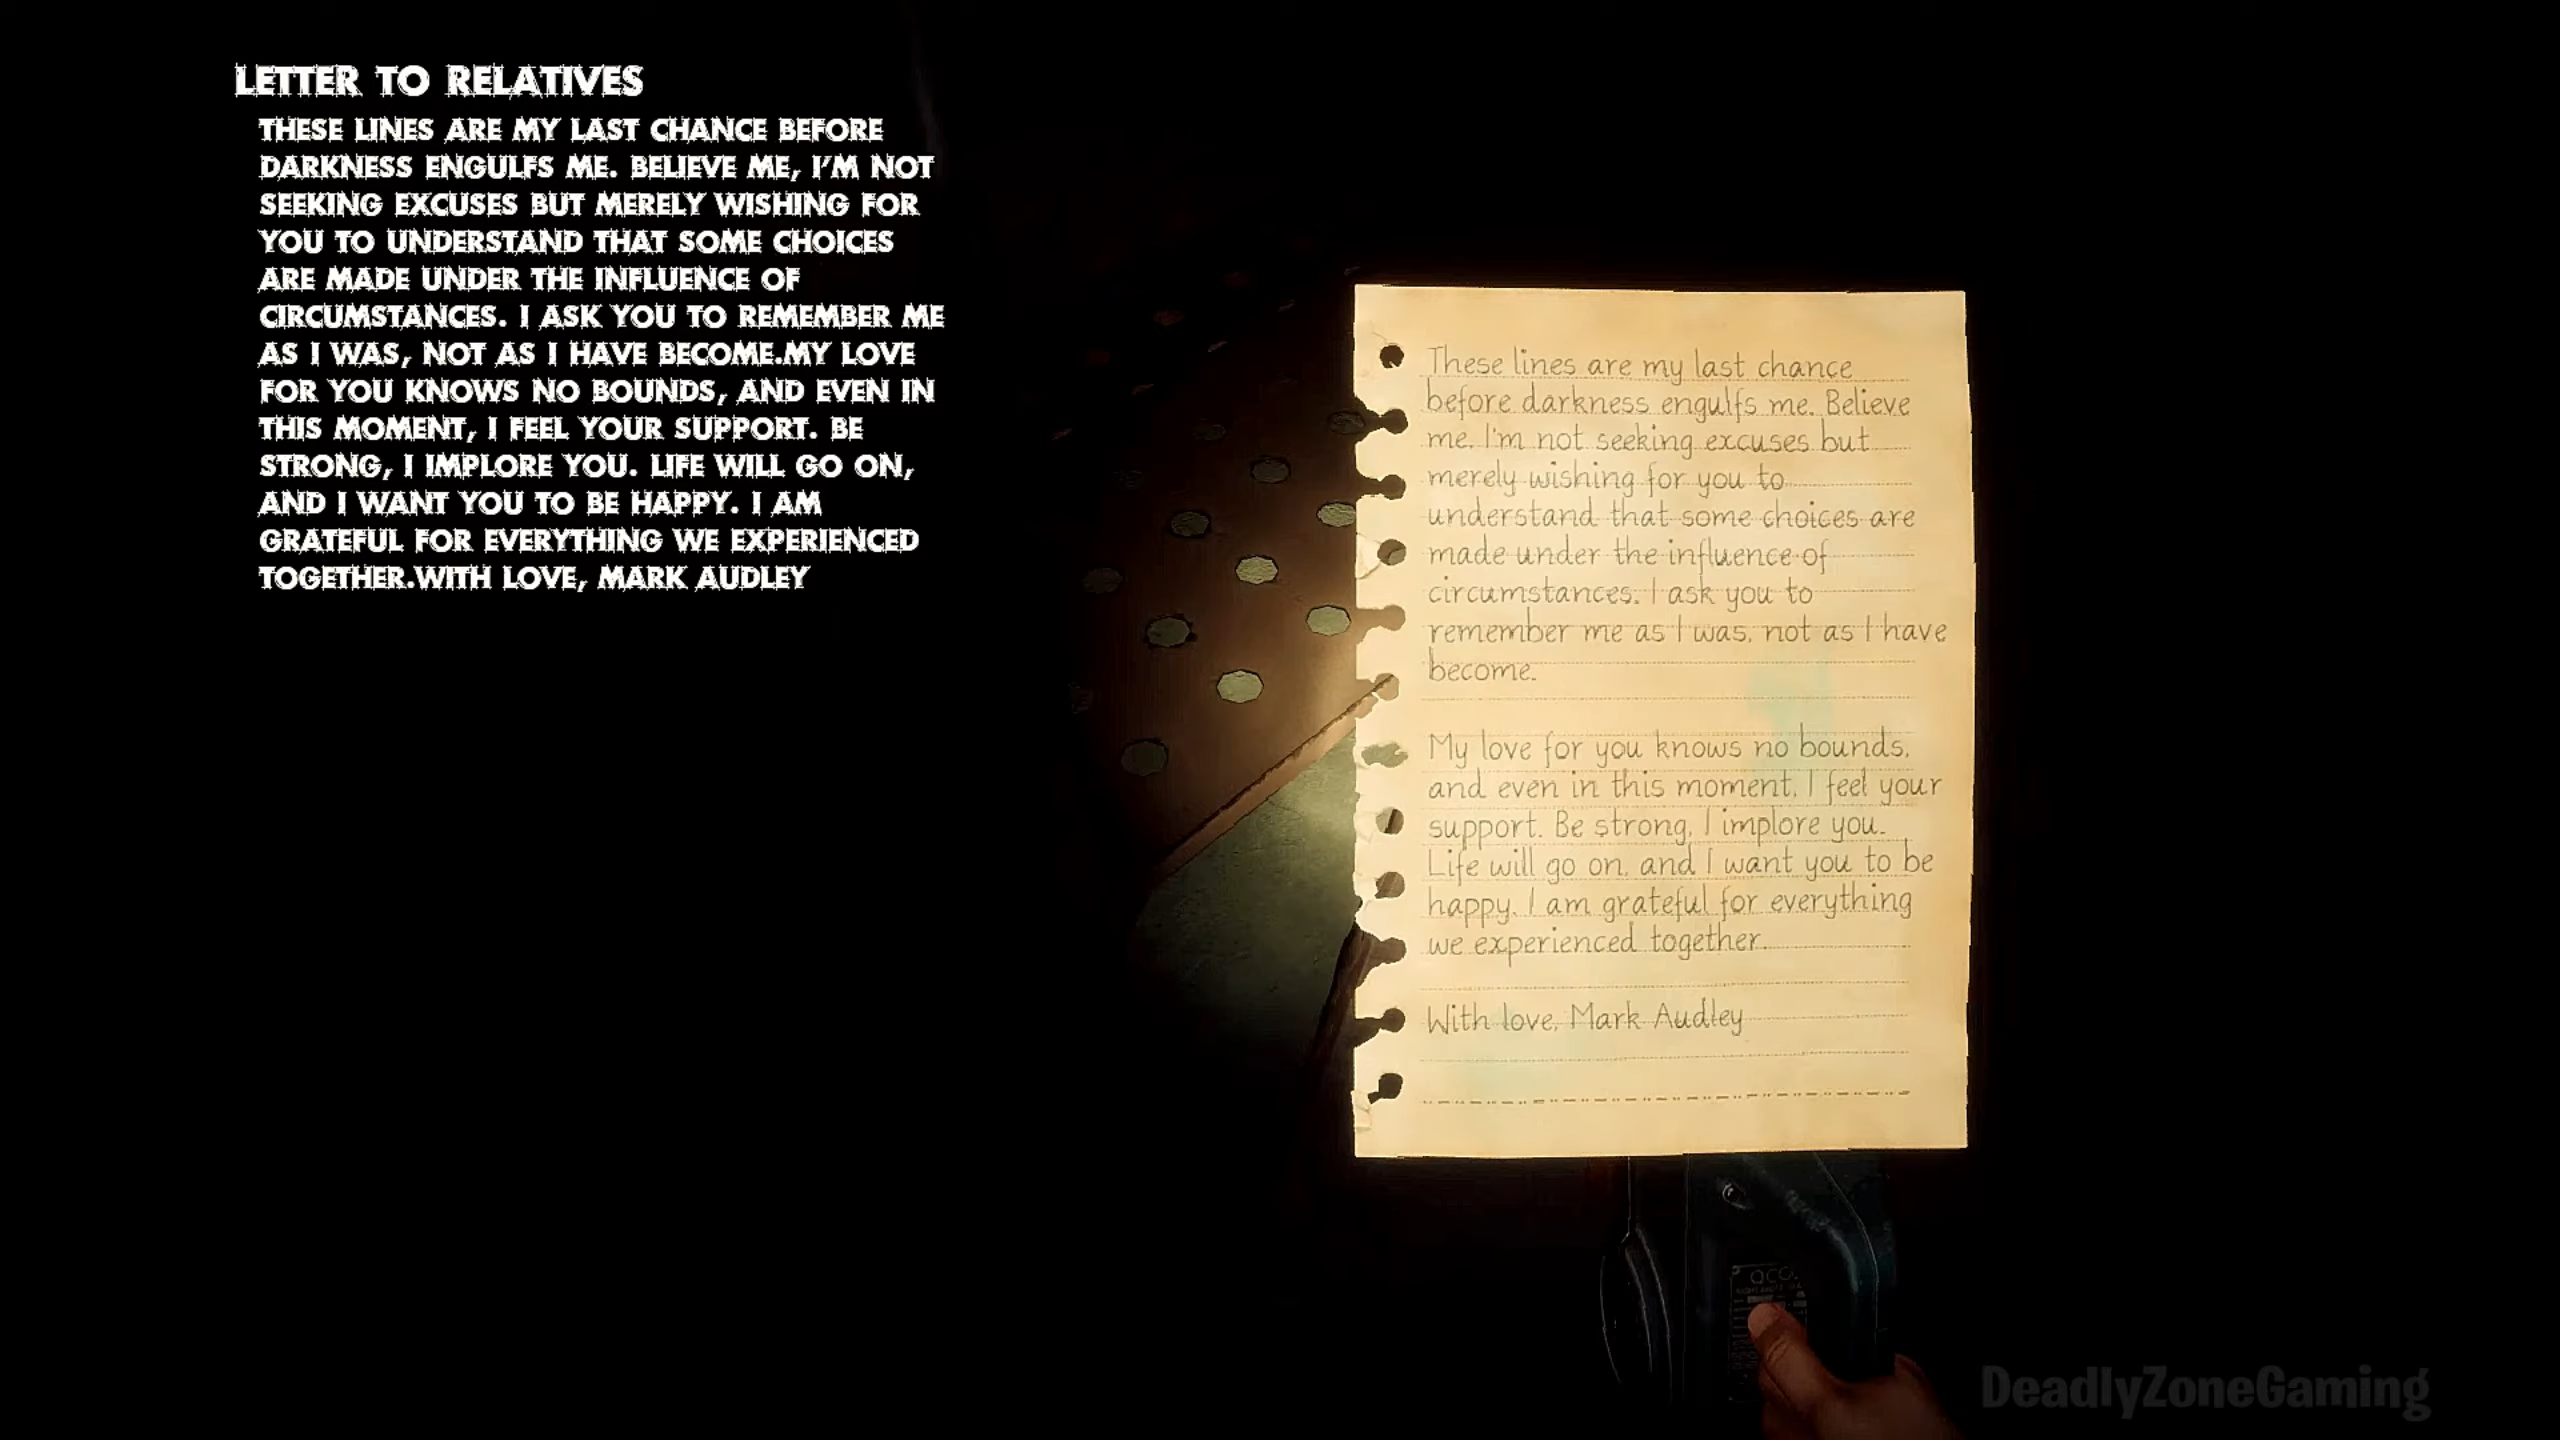 LETTER TO RELATIVES
THESE LINES ARE MY LAST CHANCE BEFORE
DARKNESS ENGULFS ME. BELIEVE ME, I'M NOT
SEEKING EXCUSES BUT MERELY WISHING FOR
YOU TO UNDERSTAND THAT SOME CHOICES
ARE MADE UNDER THE INFLUENCE OF
CIRCUMSTANCES. I ASK YOU TO REMEMBER ME
AS I WAS, NOT AS I HAVE BECOME.MY LOVE
FOR YOU KNOWS NO BOUNDS, AND EVEN IN
THIS MOMENT, I FEEL YOUR SUPPORT. BE
STRONG, I IMPLORE YOU. LIFE WILL GO ON,
AND I WANT YOU TO BE HAPPY. I AM
GRATEFUL FOR EVERYTHING WE EXPERIENCED
TOGETHER.WITH LOVE, MARK AUDLEY
These lines are my last chance
before darkness engulfs me. Believe
me, I'm not seeking excuses but
merely wishing for you to
understand that some choices are
made under the influence of
circumstances. I ask you to
remember me as I was, not as I have
become.
My love for you knows no bounds,
and even in this moment, I feel your
support. Be strong, I implore you.
Life will go on, and I want you to be
happy. I am grateful for everything
we experienced together.
With love, Mark Audley
DeadlyZoneGaming